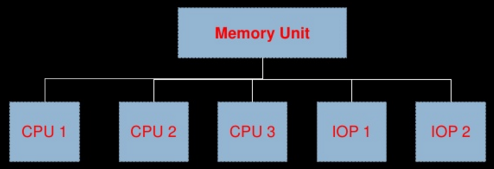 Memory Unit
CPU 1
CPU 2
CPU 3
IOP 1
IOP 2